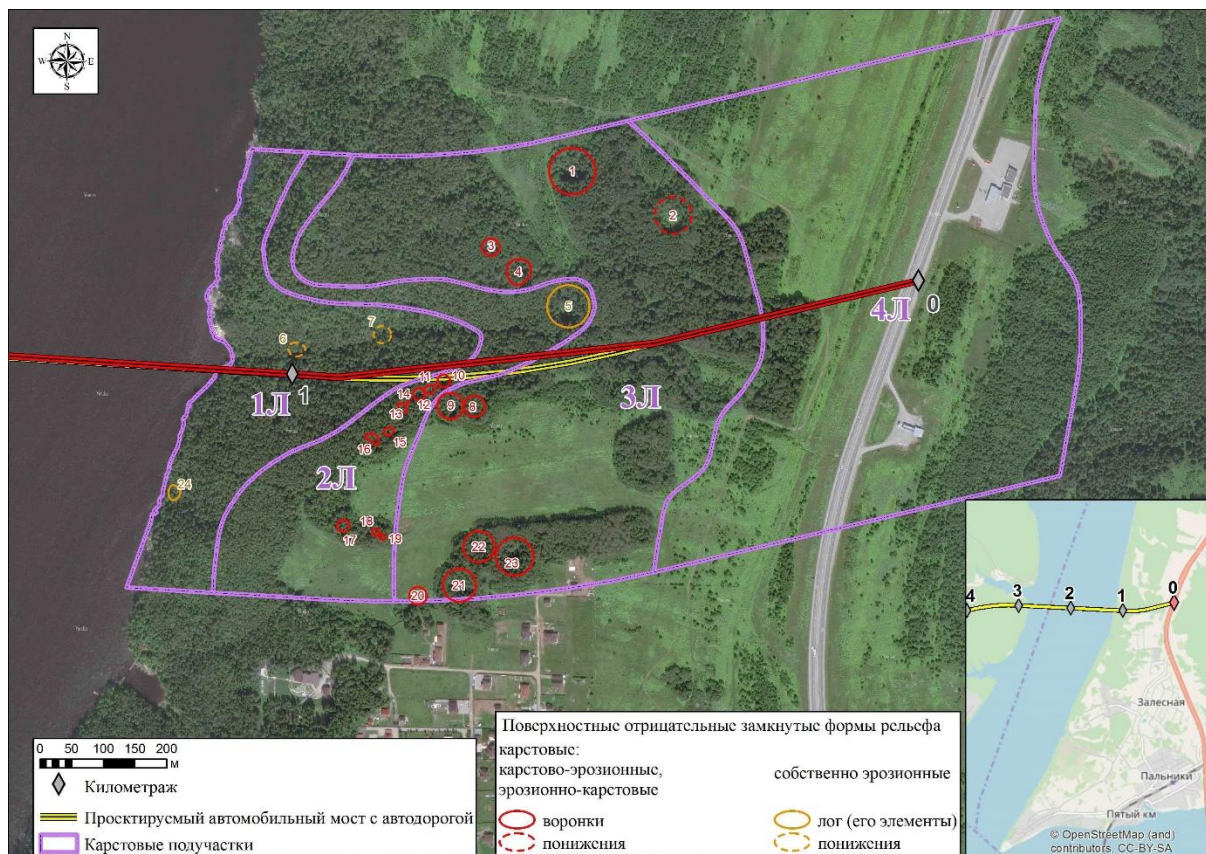 N
W E
S
1
2
3
4
5
6
7
1Л
1
4Л
0
3Л
2Л
8
9
10
11
12
13
14
15
16
17
18
19
20
21
22
23
24
0 50 100 150 200
М
Километраж
Проектируемый автомобильный мост с автодорогой
Карстовые подучастки
Поверхностные отрицательные замкнутые формы рельефа
карстовые:
карстово-эрозионные,
эрозионно-карстовые
собственно эрозионные
воронки
понижения
лог (его элементы)
понижения
4 3 2 1 0
Залесная
Пальники
Пятый км
© OpenStreetMap (and)
contributors, CC-BY-SA